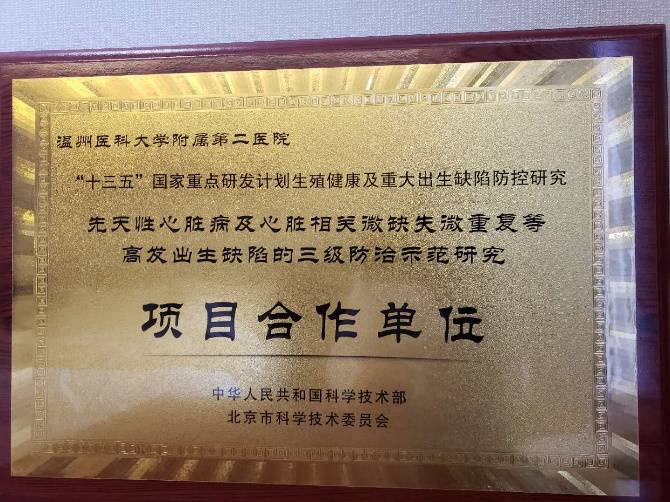 温州医科大学附属第二医院
“十三五”国家重点研发计划生殖健康及重大出生缺陷防控研究
先天性心脏病及心脏相关微缺失微重复等
高发出生缺陷的三级防治示范研究
项目合作单位
中华人民共和国科学技术部
北京市科学技术委员会